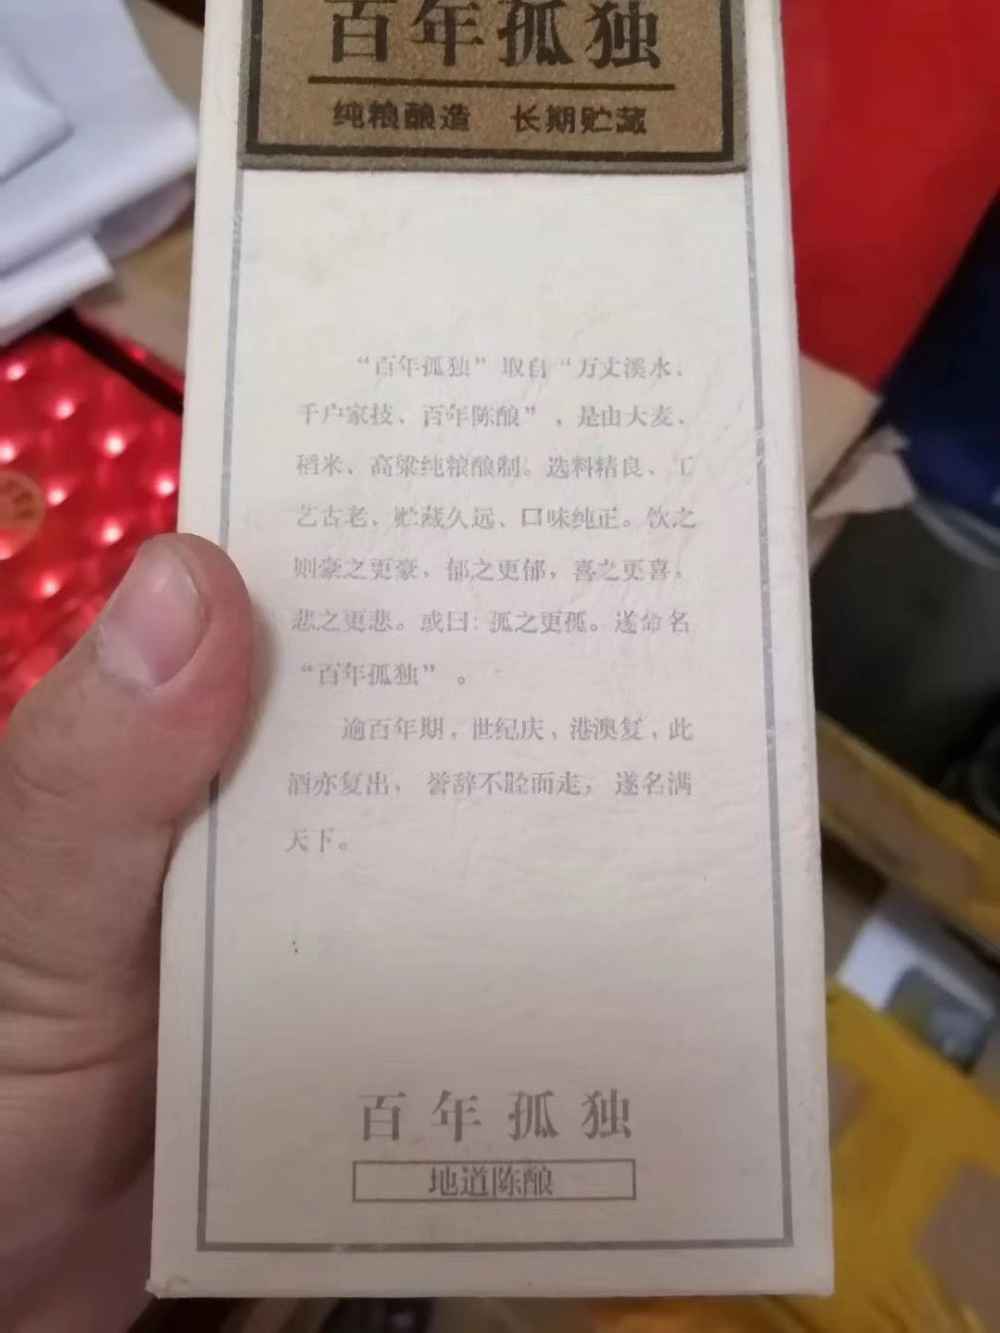 百年孤独
纯粮酿造 长期贮藏
“百年孤独”取自“万丈溪水、
千户家技、百年陈酿”，是由大麦、
稻米、高粱纯粮酿制。选料精良、工
艺古老、贮藏久远、口味纯正。饮之
则豪之更豪，郁之更郁，喜之更喜，
悲之更悲。或曰：孤之更孤。遂命名
“百年孤独”。
逾百年期，世纪庆，港澳复，此
酒亦复出，誉辞不胫而走，遂名满
天下。
百年孤独
地道陈酿